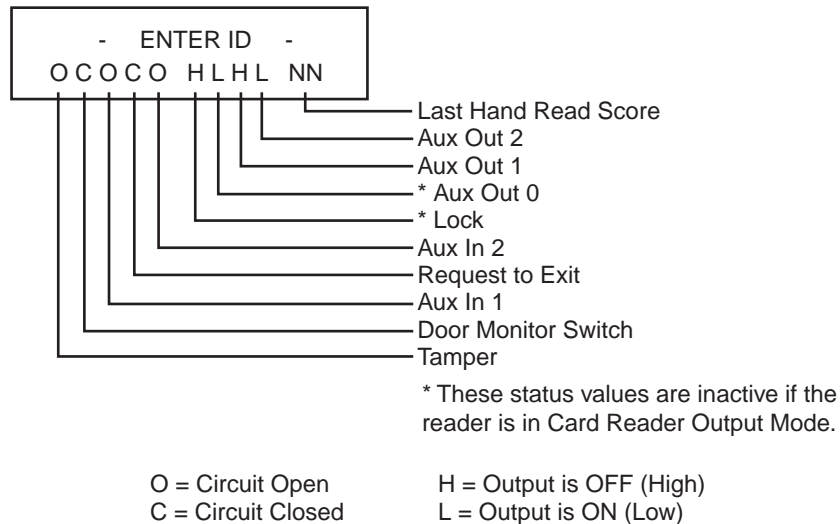 - ENTER ID -
O C O C O H L H L NN
Last Hand Read Score
Aux Out 2
Aux Out 1
* Aux Out 0
* Lock
Aux In 2
Request to Exit
Aux In 1
Door Monitor Switch
Tamper
* These status values are inactive if the
reader is in Card Reader Output Mode.
O = Circuit Open H = Output is OFF (High)
C = Circuit Closed L = Output is ON (Low)